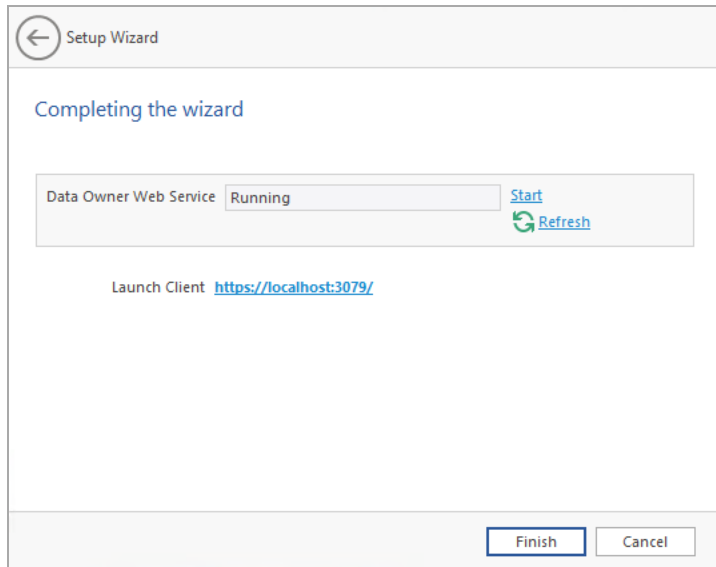 Setup Wizard
Completing the wizard
Data Owner Web Service Running Start
Refresh
Launch Client https://localhost:3079/
Finish Cancel